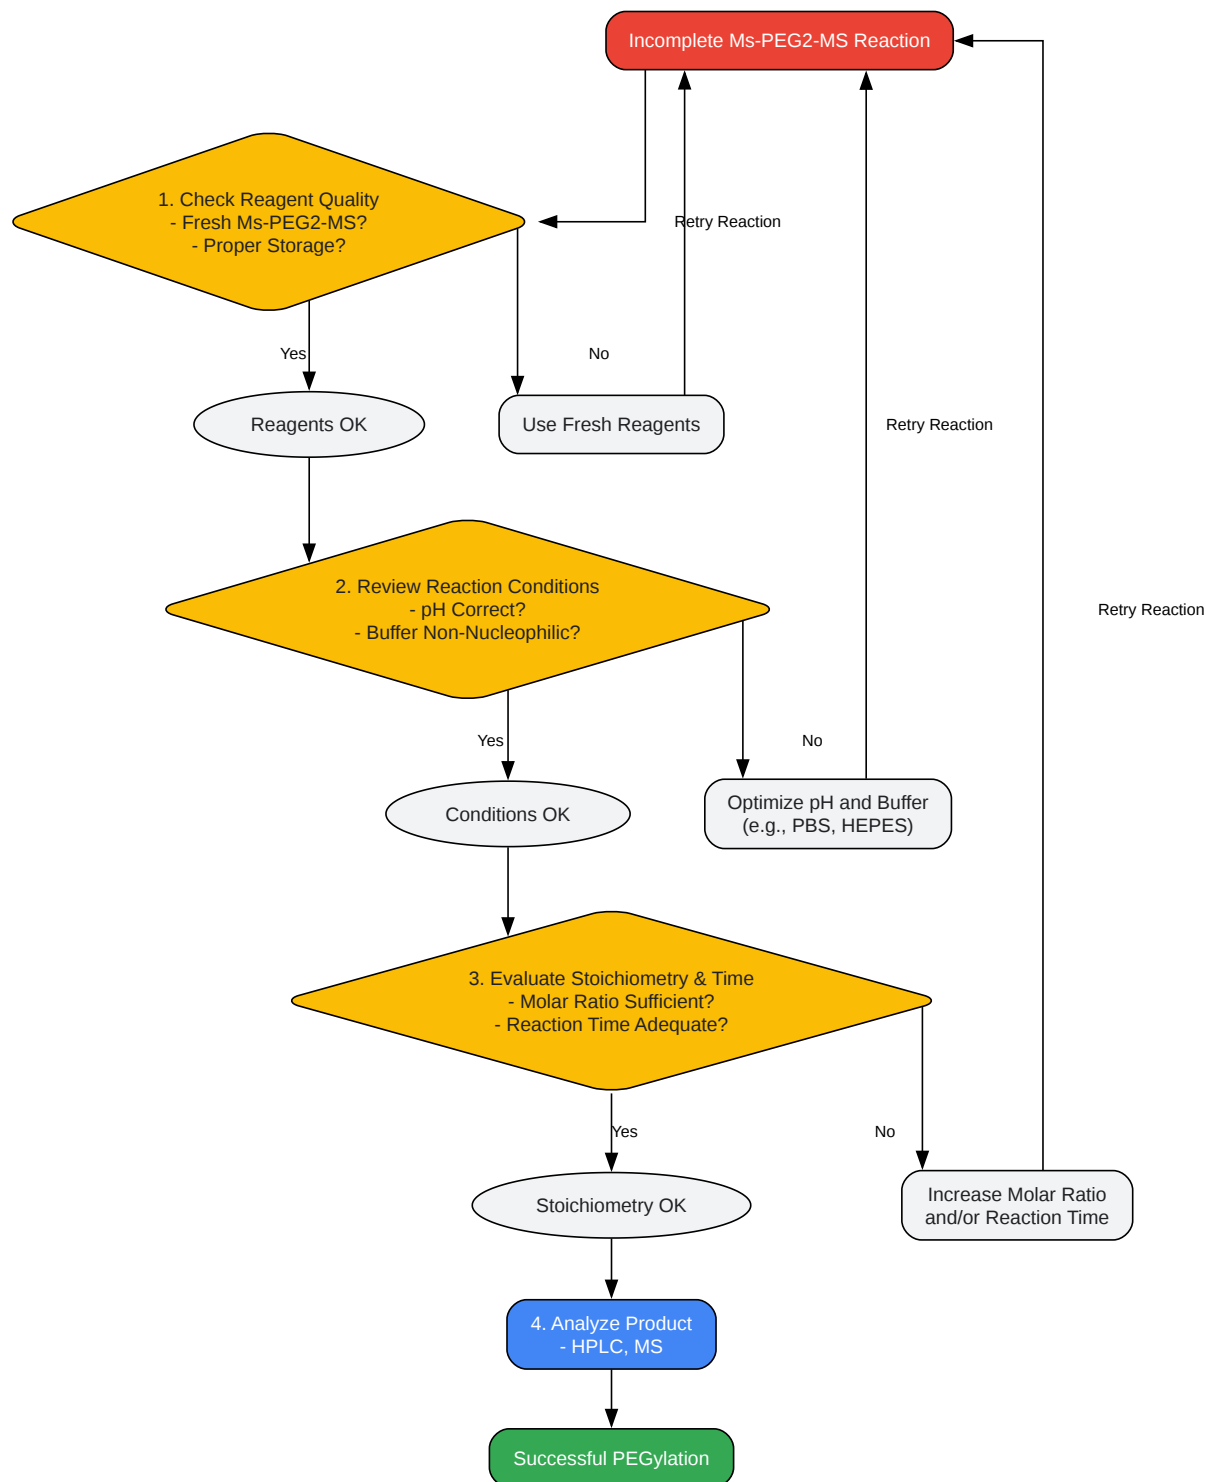 Incomplete Ms-PEG2-MS Reaction
1. Check Reagent Quality
- Fresh Ms-PEG2-MS?
- Proper Storage?
Retry Reaction
Yes
No
Reagents OK
Use Fresh Reagents
Retry Reaction
2. Review Reaction Conditions
- pH Correct?
- Buffer Non-Nucleophilic?
Retry Reaction
Yes
No
Conditions OK
Optimize pH and Buffer
(e.g., PBS, HEPES)
3. Evaluate Stoichiometry & Time
- Molar Ratio Sufficient?
- Reaction Time Adequate?
Yes
No
Stoichiometry OK
Increase Molar Ratio
and/or Reaction Time
4. Analyze Product
- HPLC, MS
Successful PEGylation